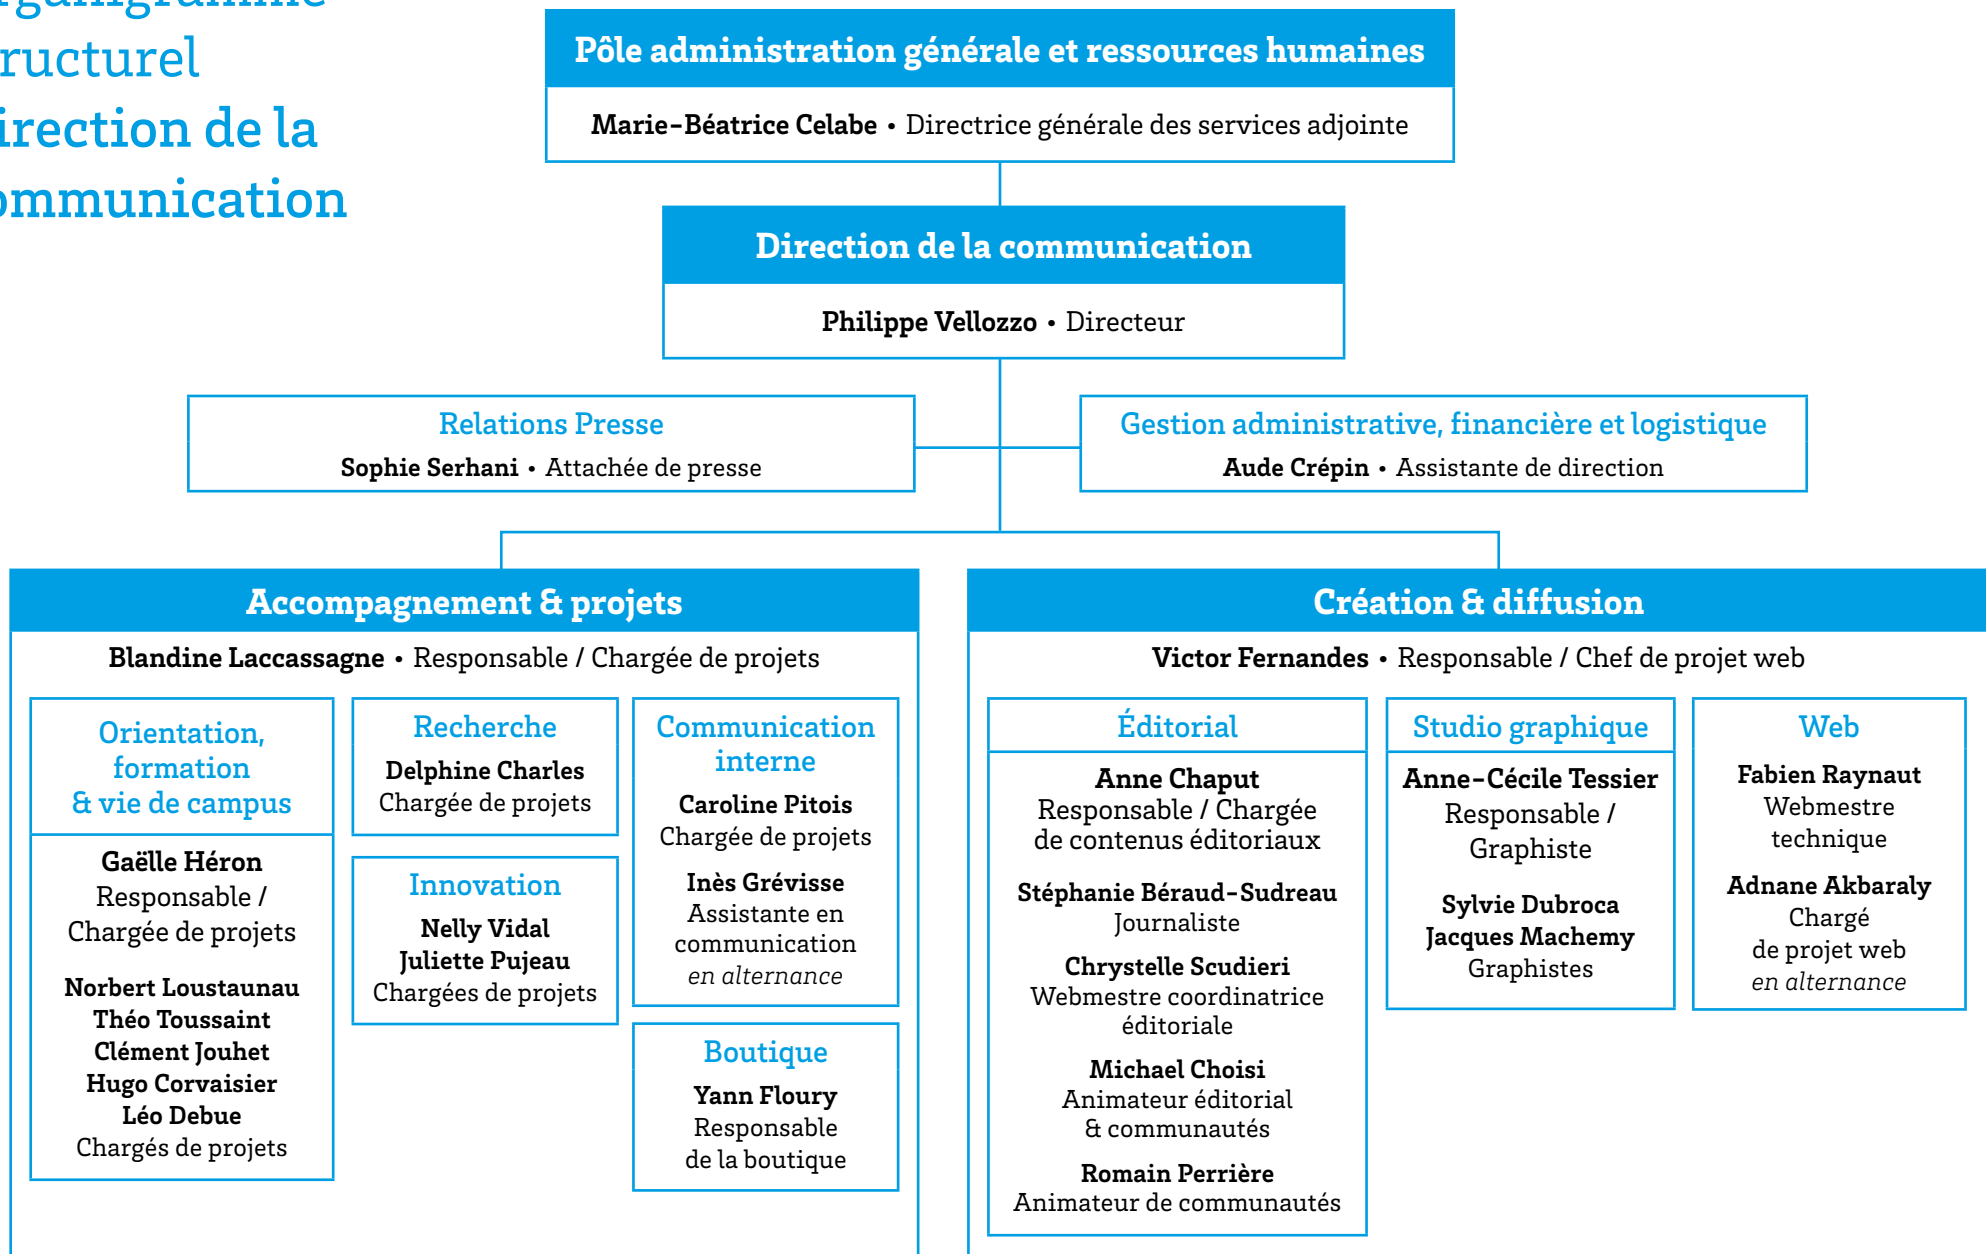 ructurel
irection de la
ommunication
Pôle administration générale et ressources humaines
Marie-Béatrice Celabe • Directrice générale des services adjointe
Direction de la communication
Philippe Vellozzo • Directeur
Relations Presse
Sophie Serhani • Attachée de presse
Gestion administrative, financière et logistique
Aude Crépin • Assistante de direction
Accompagnement & projets
Blandine Laccassagne • Responsable / Chargée de projets
Orientation,
formation
& vie de campus
Gaëlle Héron
Responsable /
Chargée de projets
Norbert Loustaunau
Théo Toussaint
Clément Jouhet
Hugo Corvaisier
Léo Debue
Chargés de projets
Recherche
Delphine Charles
Chargée de projets
Innovation
Nelly Vidal
Juliette Pujeau
Chargées de projets
Communication
interne
Caroline Pitois
Chargée de projets
Inès Grévisse
Assistante en
communication
en alternance
Boutique
Yann Floury
Responsable
de la boutique
Création & diffusion
Victor Fernandes • Responsable / Chef de projet web
Éditorial
Anne Chaput
Responsable / Chargée
de contenus éditoriaux
Stéphanie Béraud-Sudreau
Journaliste
Chrystelle Scudieri
Webmestre coordinatrice
éditoriale
Michael Choisi
Animateur éditorial
& communautés
Romain Perrière
Animateur de communautés
Studio graphique
Anne-Cécile Tessier
Responsable /
Graphiste
Sylvie Dubroca
Jacques Machemy
Graphistes
Web
Fabien Raynaut
Webmestre
technique
Adnane Akbaraly
Chargé
de projet web
en alternance